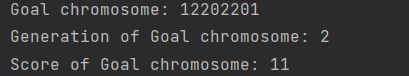 Goal chromosome: 12202201
Generation of Goal chromosome: 2
Score of Goal chromosome: 11